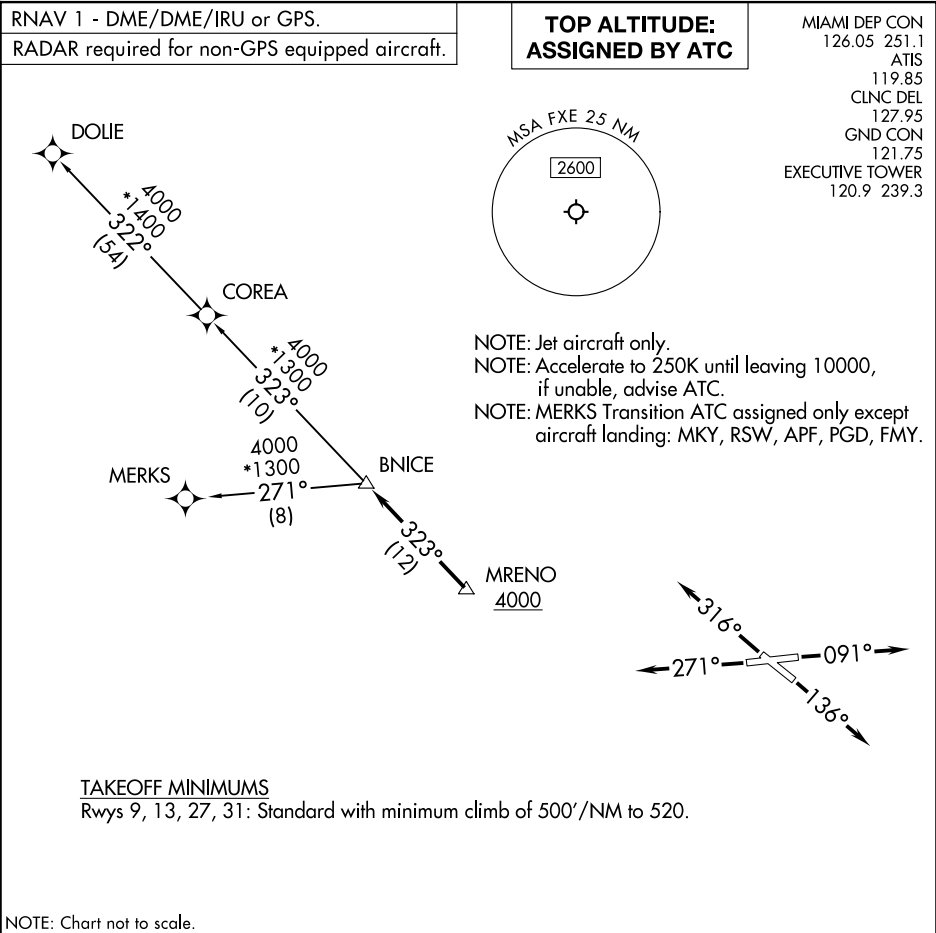 RNAV 1 - DME/DME/IRU or GPS.
RADAR required for non-GPS equipped aircraft.
TOP ALTITUDE:
ASSIGNED BY ATC
MIAMI DEP CON
126.05 251.1
ATIS
119.85
CLNC DEL
127.95
GND CON
121.75
EXECUTIVE TOWER
120.9 239.3
MSA FXE 25 NM
2600
DOLIE
4000
*1400
322°
(54)
COREA
4000
*1300
323°
(10)
NOTE: Jet aircraft only.
NOTE: Accelerate to 250K until leaving 10000,
if unable, advise ATC.
NOTE: MERKS Transition ATC assigned only except
aircraft landing: MKY, RSW, APF, PGD, FMY.
MERKS
4000
*1300
271°
(8)
BNICE
323°
(12)
MRENO
4000
316°
271°
091°
136°
TAKEOFF MINIMUMS
Rwys 9, 13, 27, 31: Standard with minimum climb of 500'/NM to 520.
NOTE: Chart not to scale.